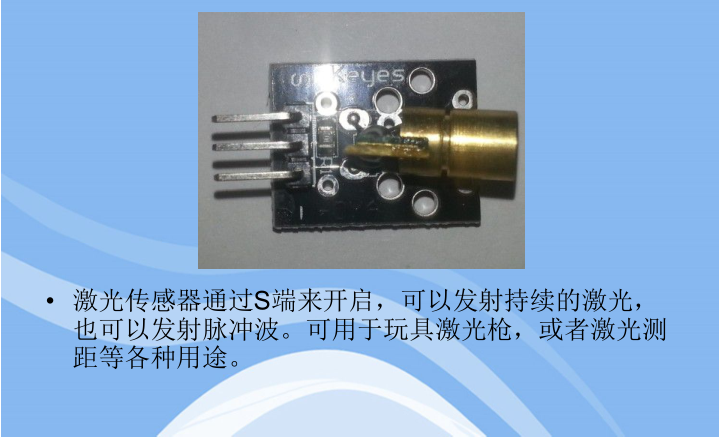 S
Keyes
• 激光传感器通过S端来开启，可以发射持续的激光，
也可以发射脉冲波。可用于玩具激光枪，或者激光测
距等各种用途。